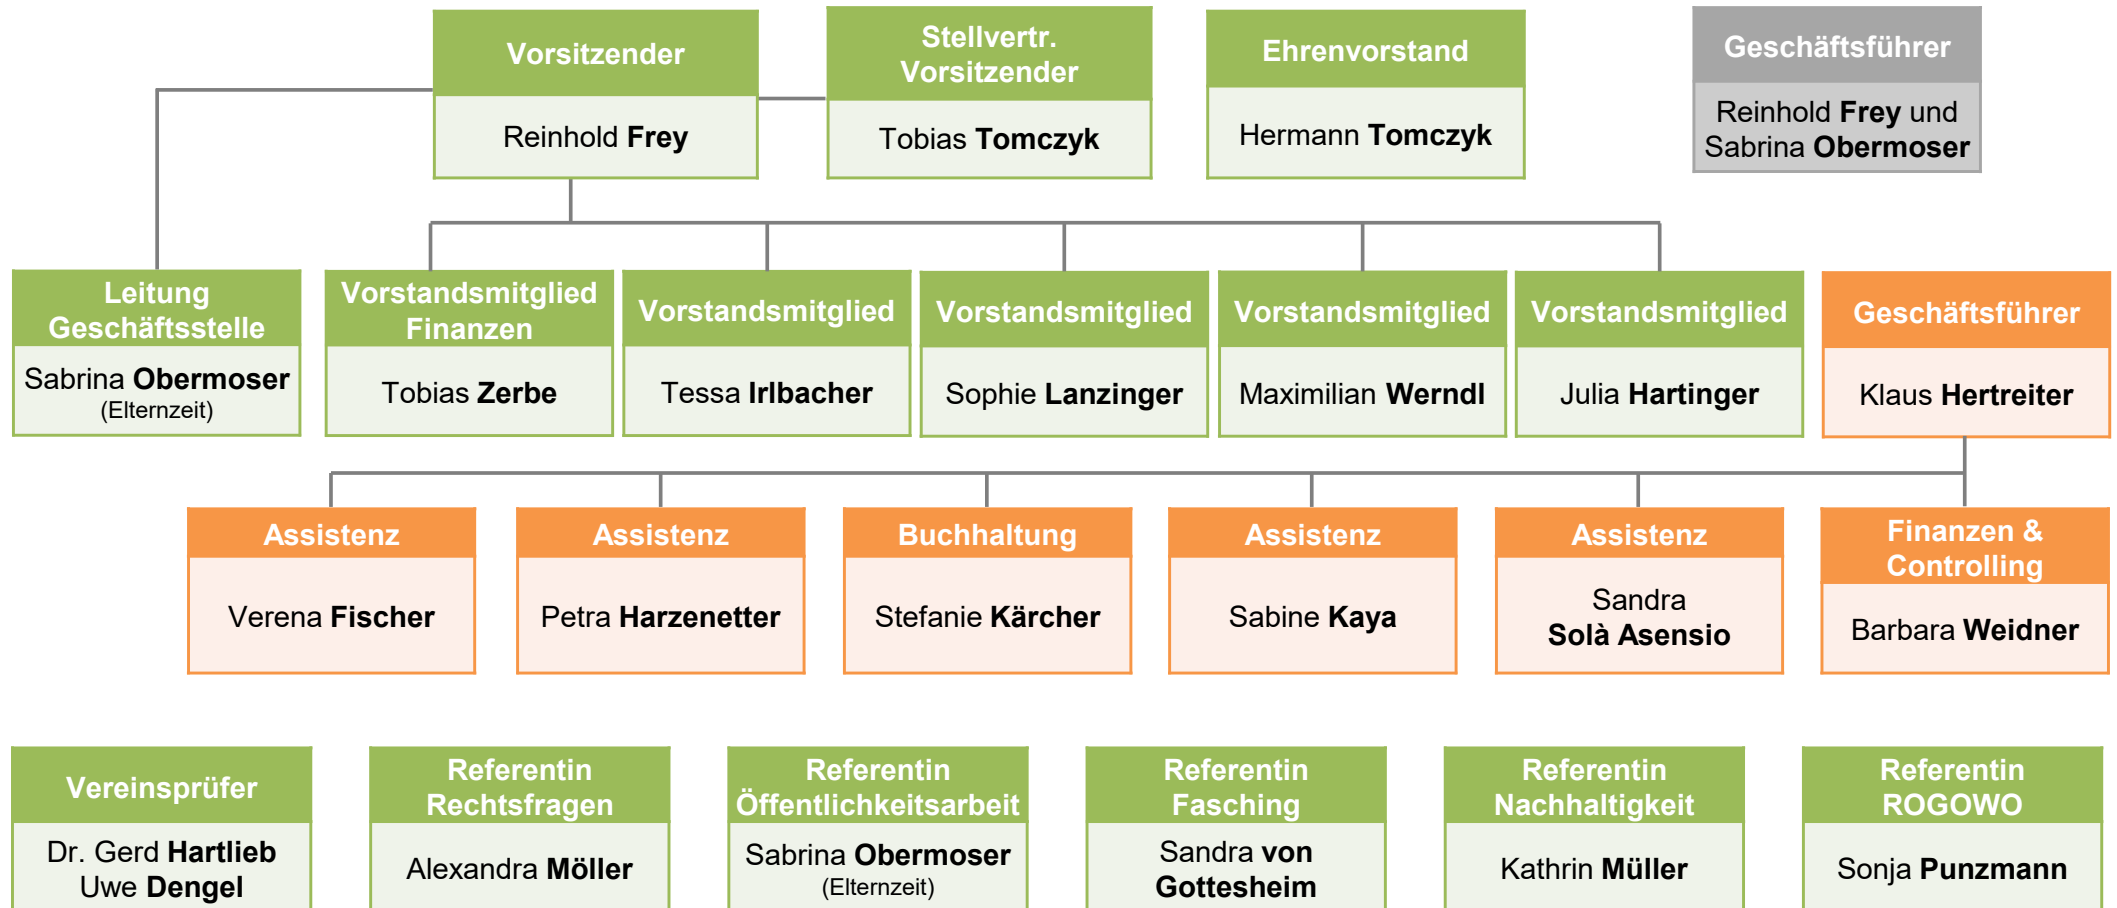 Vorsitzender
Reinhold Frey
Stellvertr.
Vorsitzender
Tobias Tomczyk
Ehrenvorstand
Hermann Tomczyk
Geschäftsführer
Reinhold Frey und
Sabrina Obermoser
Leitung
Geschäftsstelle
Sabrina Obermoser
(Elternzeit)
Vorstandsmitglied
Finanzen
Tobias Zerbe
Vorstandsmitglied
Tessa Irlbacher
Vorstandsmitglied
Sophie Lanzinger
Vorstandsmitglied
Maximilian Werndl
Vorstandsmitglied
Julia Hartinger
Geschäftsführer
Klaus Hertreiter
Assistenz
Verena Fischer
Assistenz
Petra Harzenetter
Buchhaltung
Stefanie Kärcher
Assistenz
Sabine Kaya
Assistenz
Sandra
Solà Asensio
Finanzen &
Controlling
Barbara Weidner
Vereinsprüfer
Dr. Gerd Hartlieb
Uwe Dengel
Referentin
Rechtsfragen
Alexandra Möller
Referentin
Öffentlichkeitsarbeit
Sabrina Obermoser
(Elternzeit)
Referentin
Fasching
Sandra von
Gottesheim
Referentin
Nachhaltigkeit
Kathrin Müller
Referentin
ROGOWO
Sonja Punzmann